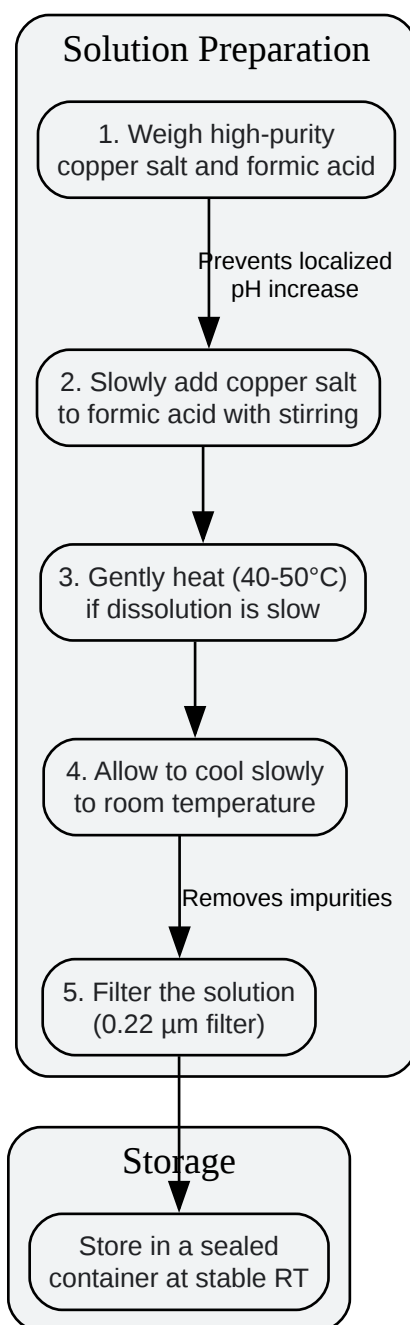 Solution Preparation
1. Weigh high-purity
copper salt and formic acid
Prevents localized
pH increase
2. Slowly add copper salt
to formic acid with stirring
3. Gently heat (40-50°C)
if dissolution is slow
4. Allow to cool slowly
to room temperature
Removes impurities
5. Filter the solution
(0.22 µm filter)
Storage
Store in a sealed
container at stable RT